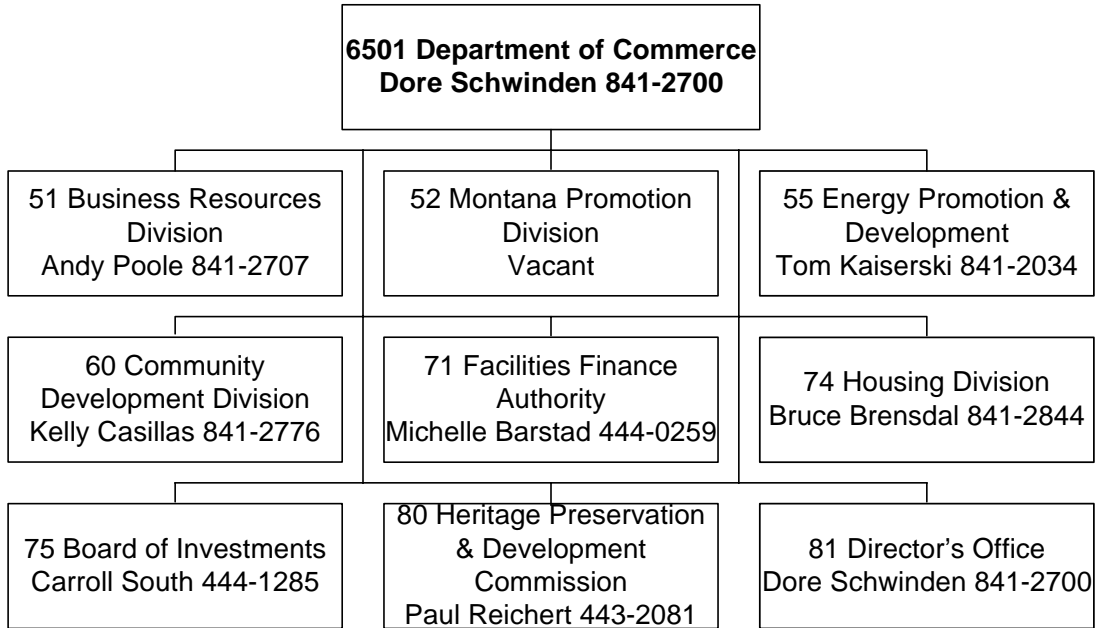 6501 Department of Commerce
Dore Schwinden 841-2700
51 Business Resources
Division
Andy Poole 841-2707
52 Montana Promotion
Division
Vacant
55 Energy Promotion &
Development
Tom Kaiserski 841-2034
60 Community
Development Division
Kelly Casillas 841-2776
71 Facilities Finance
Authority
Michelle Barstad 444-0259
74 Housing Division
Bruce Brensdal 841-2844
75 Board of Investments
Carroll South 444-1285
80 Heritage Preservation
& Development
Commission
Paul Reichert 443-2081
81 Director's Office
Dore Schwinden 841-2700